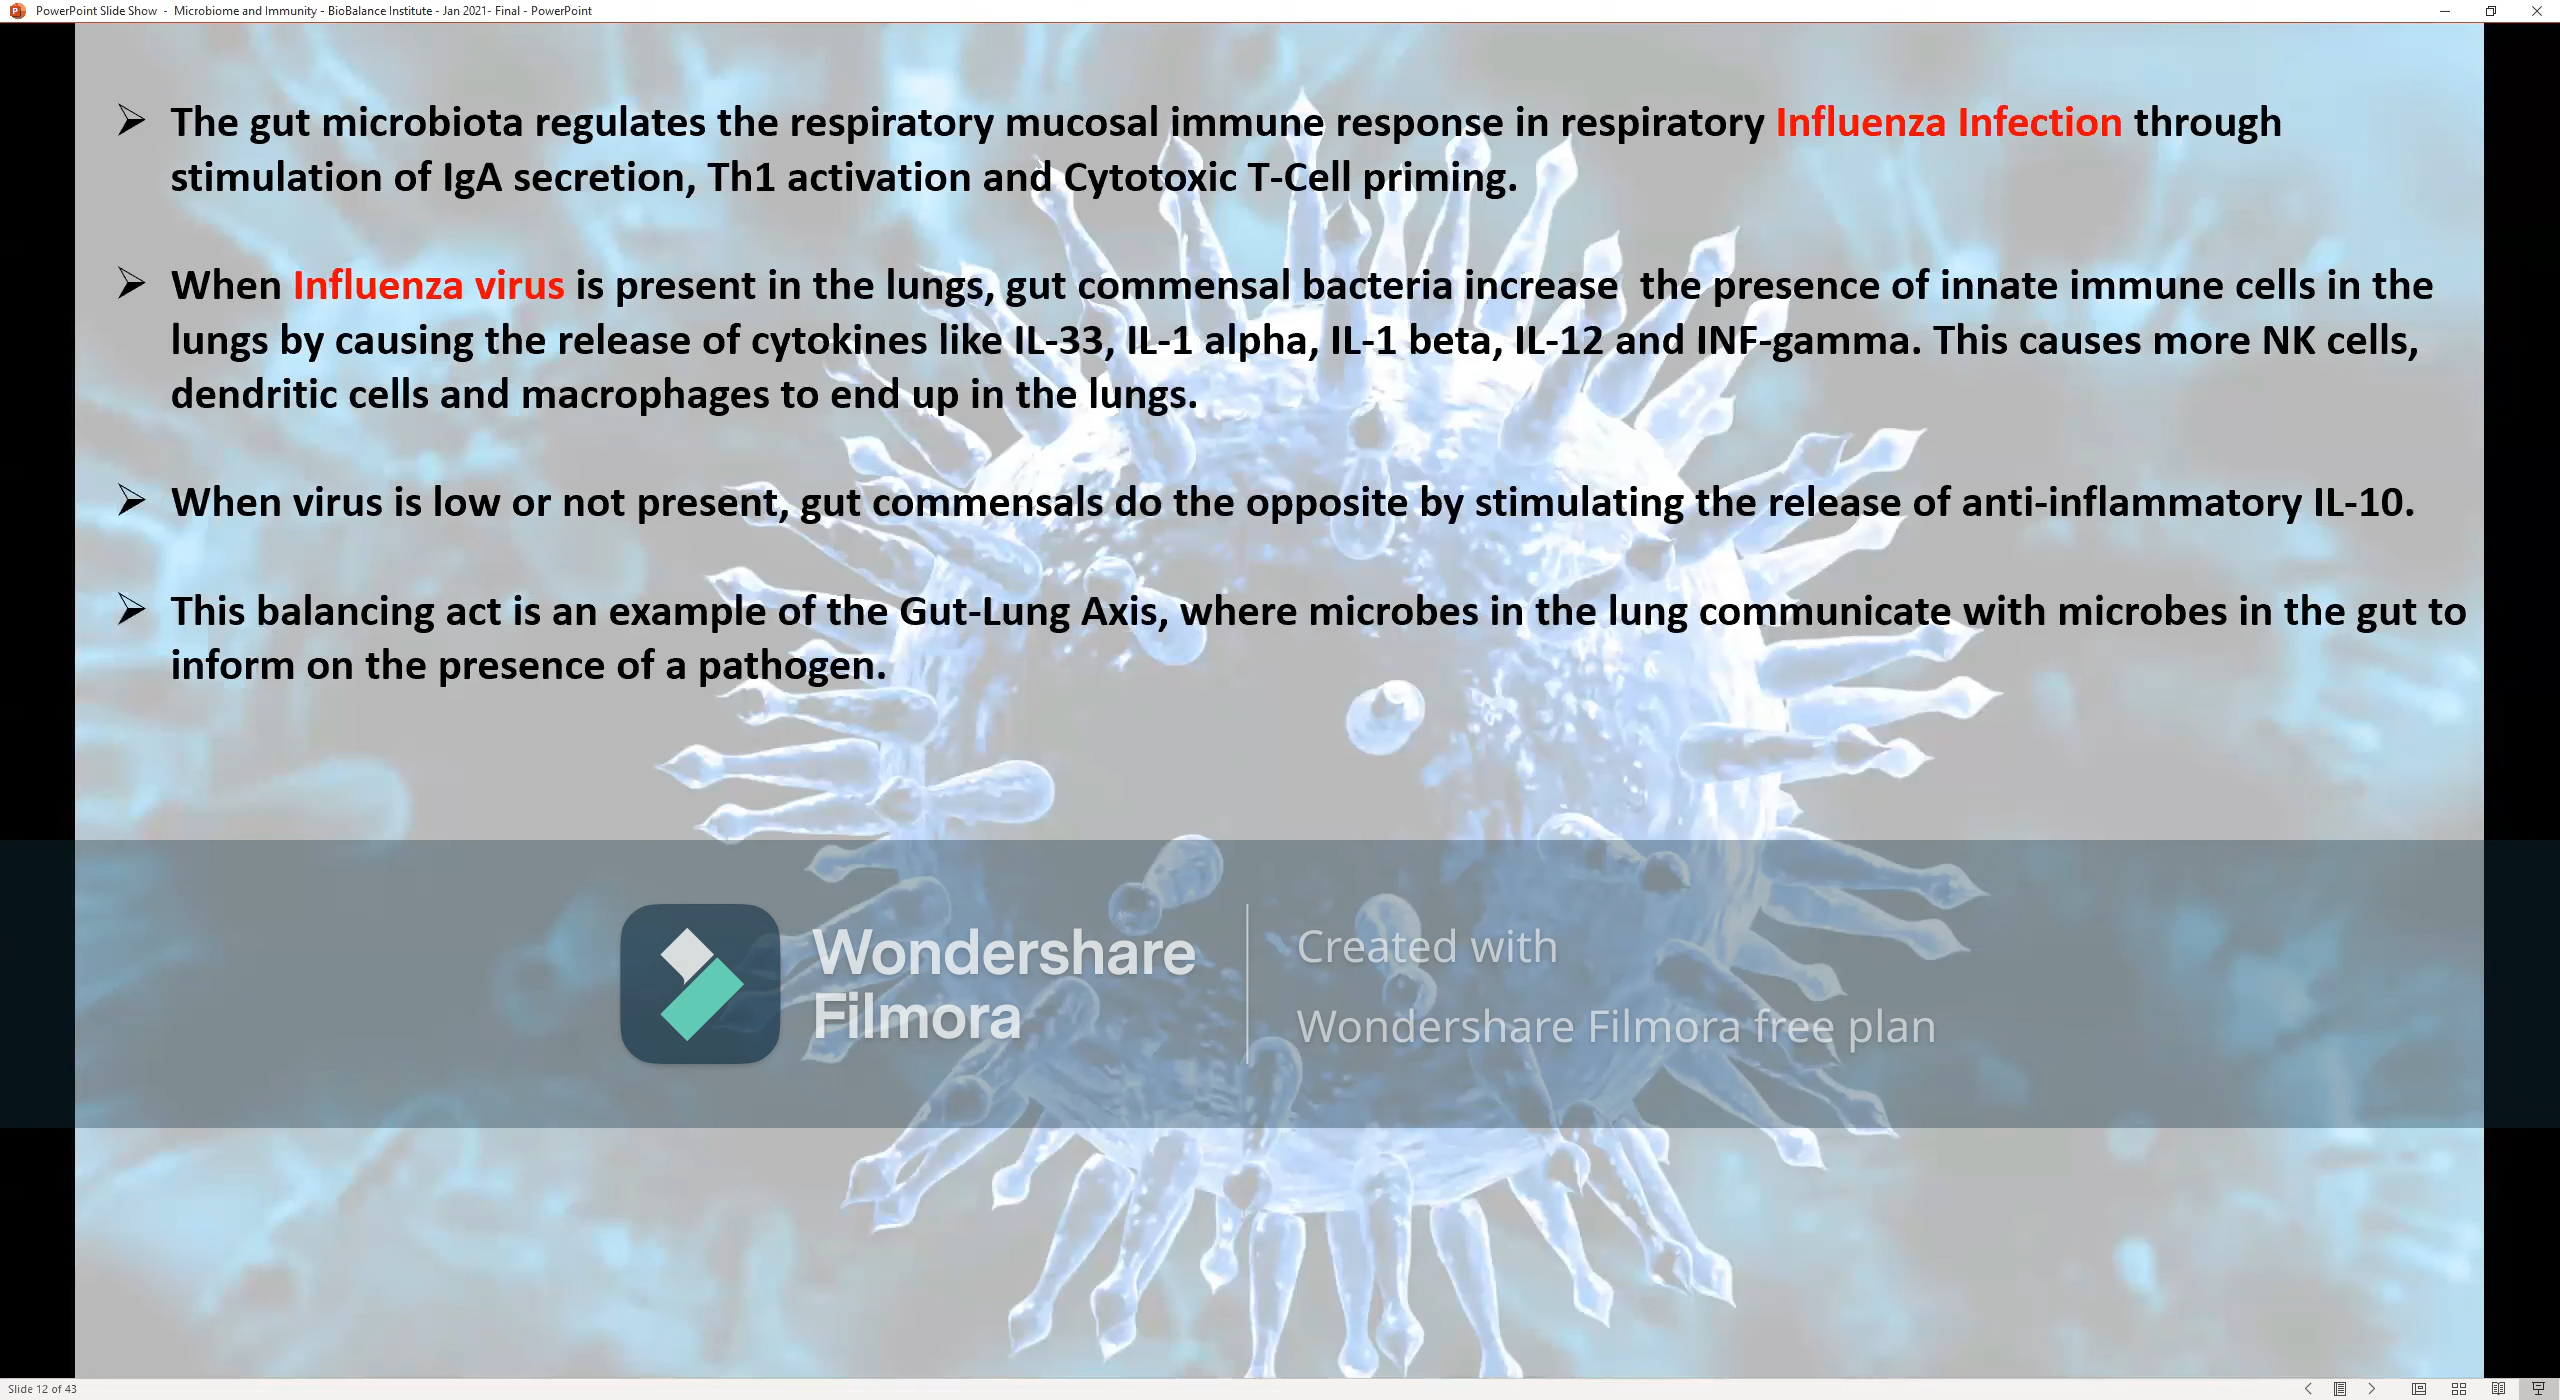 PowerPoint Slide Show - Microbiome and Immunity - BioBalance Institute - Jan 2021- Final - PowerPoint
The gut microbiota regulates the respiratory mucosal immune response in respiratory Influenza Infection through
stimulation of IgA secretion, Th1 activation and Cytotoxic T-Cell priming.
When Influenza virus is present in the lungs, gut commensal bacteria increase the presence of innate immune cells in the
lungs by causing the release of cytokines like IL-33, IL-1 alpha, IL-1 beta, IL-12 and INF-gamma. This causes more NK cells,
dendritic cells and macrophages to end up in the lungs.
When virus is low or not present, gut commensals do the opposite by stimulating the release of anti-inflammatory IL-10.
This balancing act is an example of the Gut-Lung Axis, where microbes in the lung communicate with microbes in the gut to
inform on the presence of a pathogen.
Wondershare
Filmora
Created with
Wondershare Filmora free plan
Slide 12 of 43